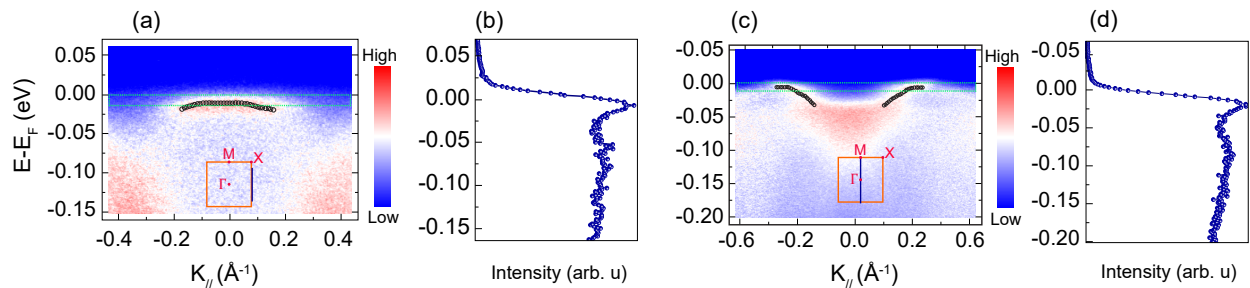 (a)
(b)
(c)
(d)
E-E_F (eV)
0.05
0.00
-0.05
-0.10
-0.15
-0.4
-0.2
0.0
0.2
0.4
K_// (Å⁻¹)
M
X
Γ
High
Low
0.05
0.00
-0.05
-0.10
-0.15
Intensity (arb. u)
0.05
0.00
-0.05
-0.10
-0.15
-0.20
-0.6
-0.2
0.0
0.2
0.6
K_// (Å⁻¹)
M
X
Γ
High
Low
-0.05
0.00
-0.05
-0.10
-0.15
-0.20
Intensity (arb. u)